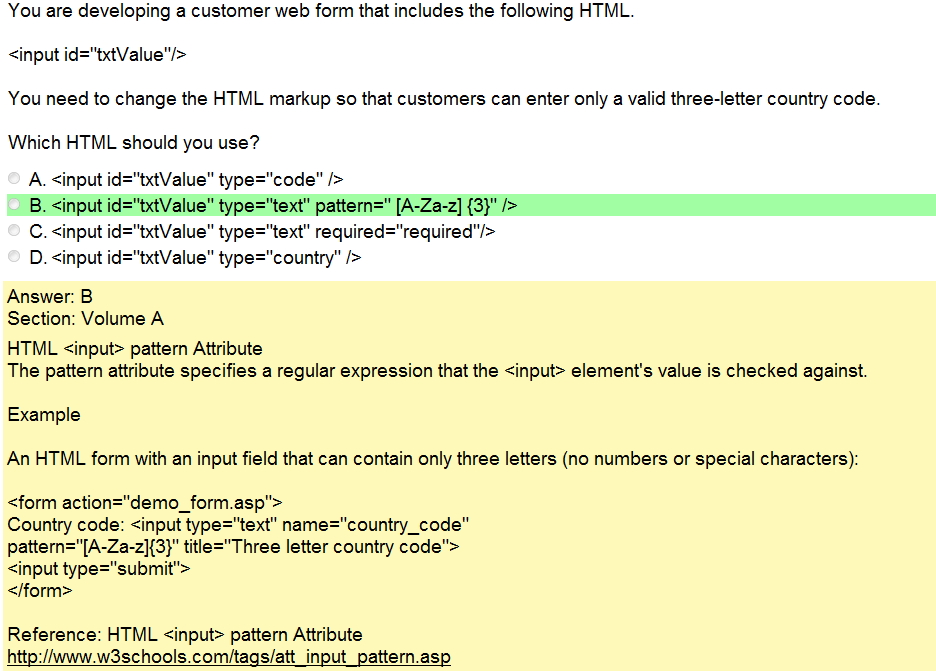 You are developing a customer web form that includes the following HTML.
<input id="txtValue"/>
You need to change the HTML markup so that customers can enter only a valid three-letter country code.
Which HTML should you use?
A. <input id="txtValue" type="code" />
B. <input id="txtValue" type="text" pattern=" [A-Za-z] {3}" />
C. <input id="txtValue" type="text" required="required"/>
D. <input id="txtValue" type="country" />
Answer: B
Section: Volume A
HTML <input> pattern Attribute
The pattern attribute specifies a regular expression that the <input> element's value is checked against.
Example
An HTML form with an input field that can contain only three letters (no numbers or special characters):
<form action="demo_form.asp">
Country code: <input type="text" name="country_code"
pattern="[A-Za-z]{3}" title="Three letter country code">
<input type="submit">
</form>
Reference: HTML <input> pattern Attribute
http://www.w3schools.com/tags/att_input_pattern.asp